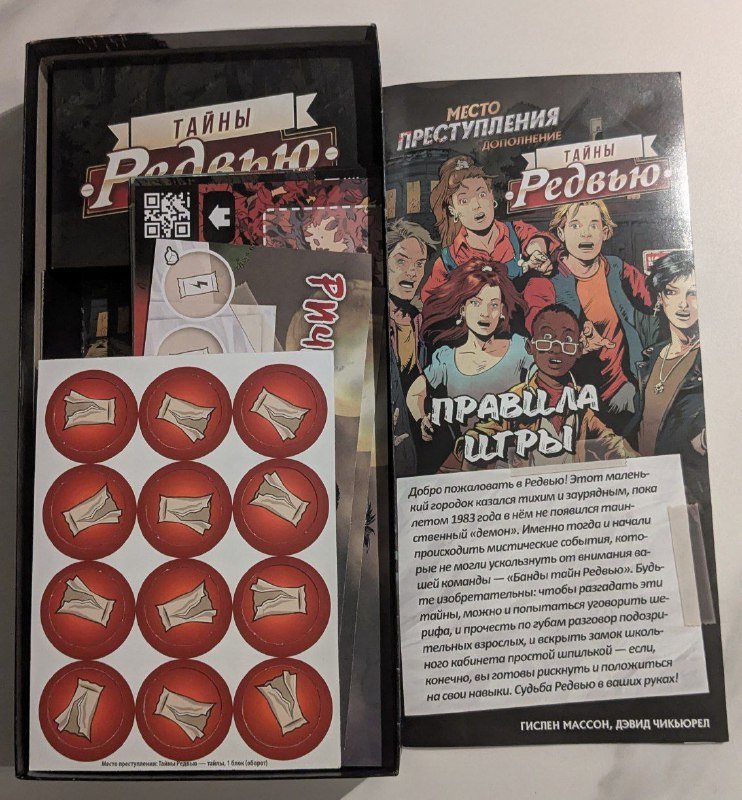 ТАЙНЫ
Редвью
Рич
Место преступления: Тайны Редвью — тайлы, 1 блок (оборот)
МЕСТО
ПРЕСТУПЛЕНИЯ
ДОПОЛНЕНИЕ
ТАЙНЫ
Редвью
ПРАВИЛА
ИГРЫ
Добро пожаловать в Редвью! Этот малень-
кий городок казался тихим и заурядным, пока
летом 1983 года в нём не появился таин-
ственный «демон». Именно тогда и начали
происходить мистические события, кото-
рые не могли ускользнуть от внимания ва-
шей команды — «Банды тайн Редвью». Будь-
те изобретательны: чтобы разгадать эти
тайны, можно и попытаться уговорить ше-
рифа, и прочесть по губам разговор подозри-
тельных взрослых, и вскрыть замок школь-
ного кабинета простой шпилькой — если,
конечно, вы готовы рискнуть и положиться
на свои навыки. Судьба Редвью в ваших руках!
ГИСЛЕН МАССОН, ДЭВИД ЧИКЬЮРЕЛ